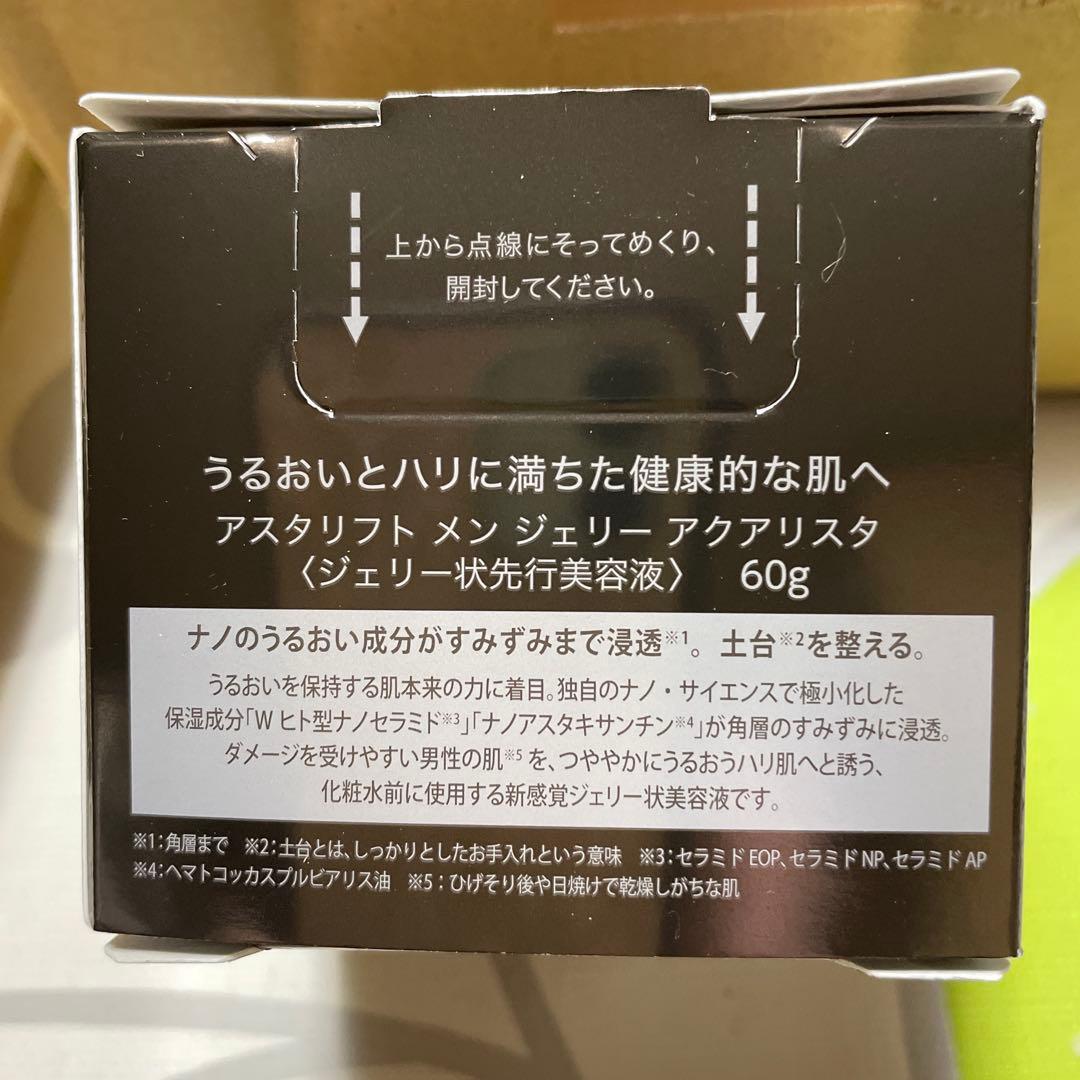 上から点線にそってめくり、
開封してください。
うるおいとハリに満ちた健康的な肌へ
アスタリフト メン ジェリー アクアリスタ
〈ジェリー状先行美容液〉 60g
ナノのうるおい成分がすみずみまで浸透※1。土台※2を整える。
うるおいを保持する肌本来の力に着目。独自のナノ・サイエンスで極小化した
保湿成分「W ヒト型ナノセラミド※3」「ナノアスタキサンチン※4」が角層のすみずみに浸透。
ダメージを受けやすい男性の肌※5を、つややかにうるおうハリ肌へと誘う、
化粧水前に使用する新感覚ジェリー状美容液です。
※1：角層まで ※2：土台とは、しっかりとしたお手入れという意味 ※3：セラミド EOP、セラミド NP、セラミド AP
※4：ヘマトコッカスプルビアリス油 ※5：ひげそり後や日焼けで乾燥しがちな肌